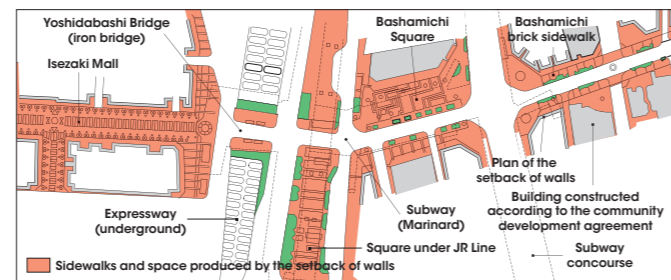 Yoshidabashi Bridge
(iron bridge)
Isezaki Mall
Bashamichi
Square
Bashamichi
brick sidewalk
Expressway
(underground)
Subway
(Marinard)
Square under JR Line
Plan of the
setback of walls
Building constructed
according to the community
development agreement
Subway
concourse
Sidewalks and space produced by the setback of walls